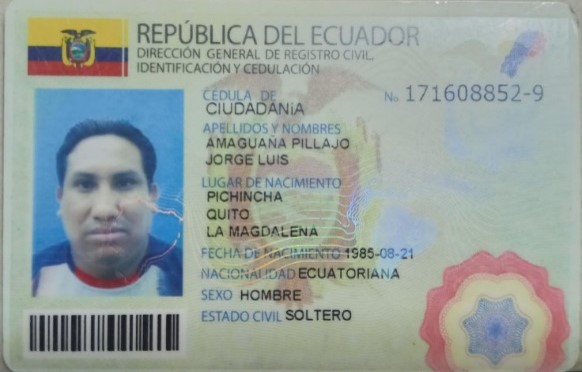 REPÚBLICA DEL ECUADOR
DIRECCIÓN GENERAL DE REGISTRO CIVIL,
IDENTIFICACIÓN Y CEDULACIÓN
CÉDULA DE
CIUDADANÍA
No. 171608852-9
APELLIDOS Y NOMBRES
AMAGUAÑA PILLAJO
JORGE LUIS
LUGAR DE NACIMIENTO
PICHINCHA
QUITO
LA MAGDALENA
FECHA DE NACIMIENTO 1985-08-21
NACIONALIDAD ECUATORIANA
SEXO HOMBRE
ESTADO CIVIL SOLTERO